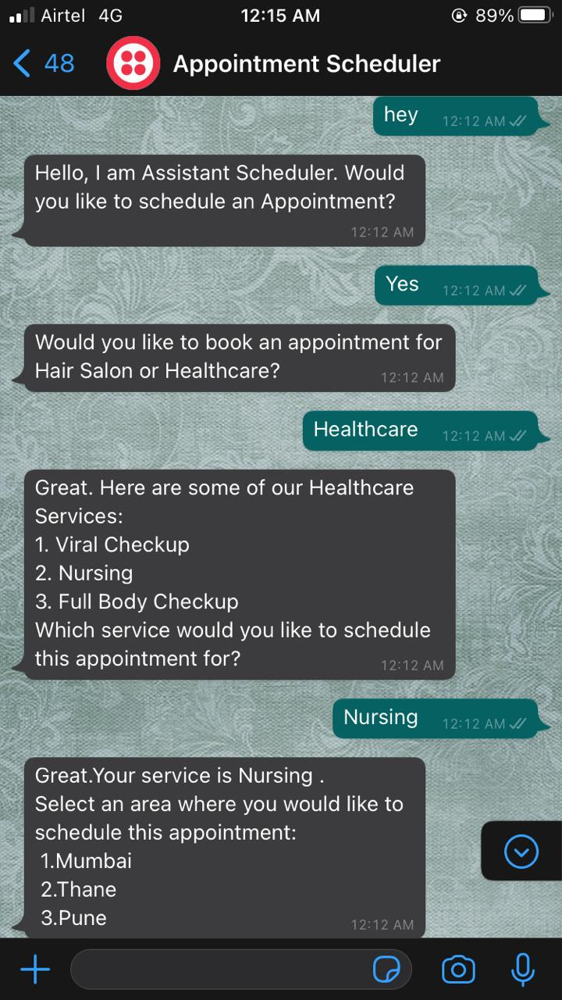 Airtel 4G 12:15 AM 89%
48 Appointment Scheduler
hey 12:12 AM
Hello, I am Assistant Scheduler. Would
you like to schedule an Appointment?
12:12 AM
Yes 12:12 AM
Would you like to book an appointment for
Hair Salon or Healthcare? 12:12 AM
Healthcare 12:12 AM
Great. Here are some of our Healthcare
Services:
1. Viral Checkup
2. Nursing
3. Full Body Checkup
Which service would you like to schedule
this appointment for? 12:12 AM
Nursing 12:12 AM
Great.Your service is Nursing .
Select an area where you would like to
schedule this appointment:
1.Mumbai
2.Thane
3.Pune 12:12 AM